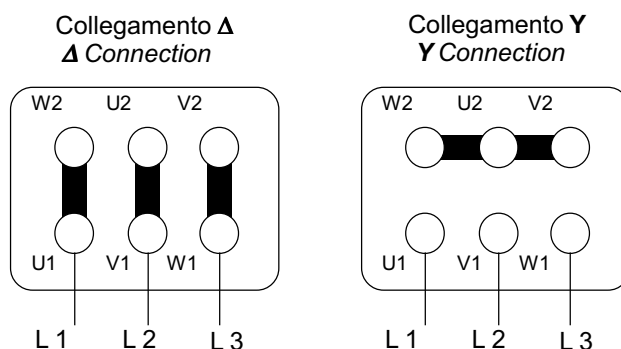 Collegamento Δ
Δ Connection
W2 U2 V2
U1 V1 W1
L 1 L 2 L 3
Collegamento Y
Y Connection
W2 U2 V2
U1 V1 W1
L 1 L 2 L 3